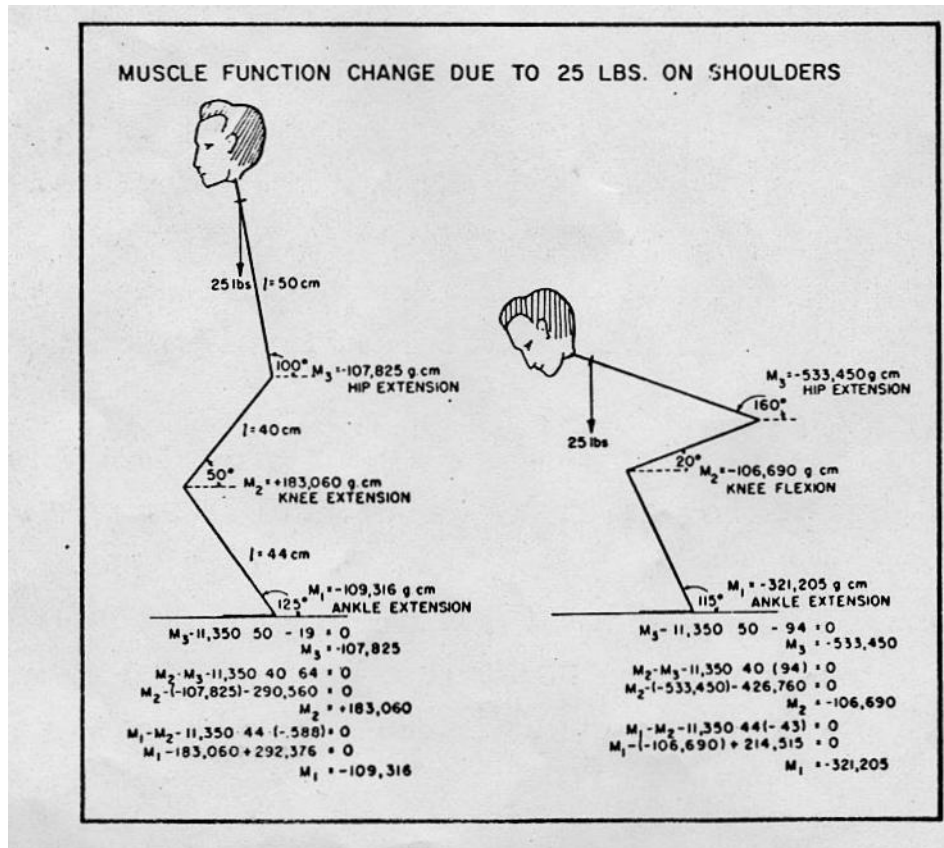 MUSCLE FUNCTION CHANGE DUE TO 25 LBS. ON SHOULDERS
25 lbs
l=50 cm
100°
M₃=-107,825 g.cm
HIP EXTENSION
l=40cm
50°
M₂=+183,060 g.cm
KNEE EXTENSION
l=44cm
125°
M₁=-109,316 g cm
ANKLE EXTENSION
M₃-11,350 50 -19=0
M₃=-107,825
M₂-M₃-11,350 40 64=0
M₂-(-107,825)-290,560=0
M₂=+183,060
M₁-M₂-11,350·44·(-.588)=0
M₁-183,060+292,376=0
M₁=-109,316
25 lbs
M₃=-533,450 g cm
HIP EXTENSION
160°
20°
M₂=-106,690 g cm
KNEE FLEXION
115°
M₁=-321,205 g cm
ANKLE EXTENSION
M₃-11,350 50 -94=0
M₃=-533,450
M₂-M₃-11,350 40 (94)=0
M₂-(-533,450)-426,760=0
M₂=-106,690
M₁-M₂-11,350·44(-43)=0
M₁-(-106,690)+214,515=0
M₁=-321,205